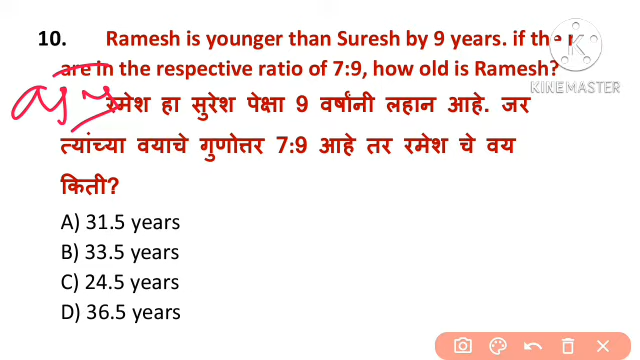 10. Ramesh is younger than Suresh by 9 years. if the
are in the respective ratio of 7:9, how old is Ramesh?
रमेश हा सुरेश पेक्षा 9 वर्षांनी लहान आहे. जर
त्यांच्या वयाचे गुणोत्तर 7:9 आहे तर रमेश चे वय
किती?
A) 31.5 years
B) 33.5 years
C) 24.5 years
D) 36.5 years
KINEMASTER